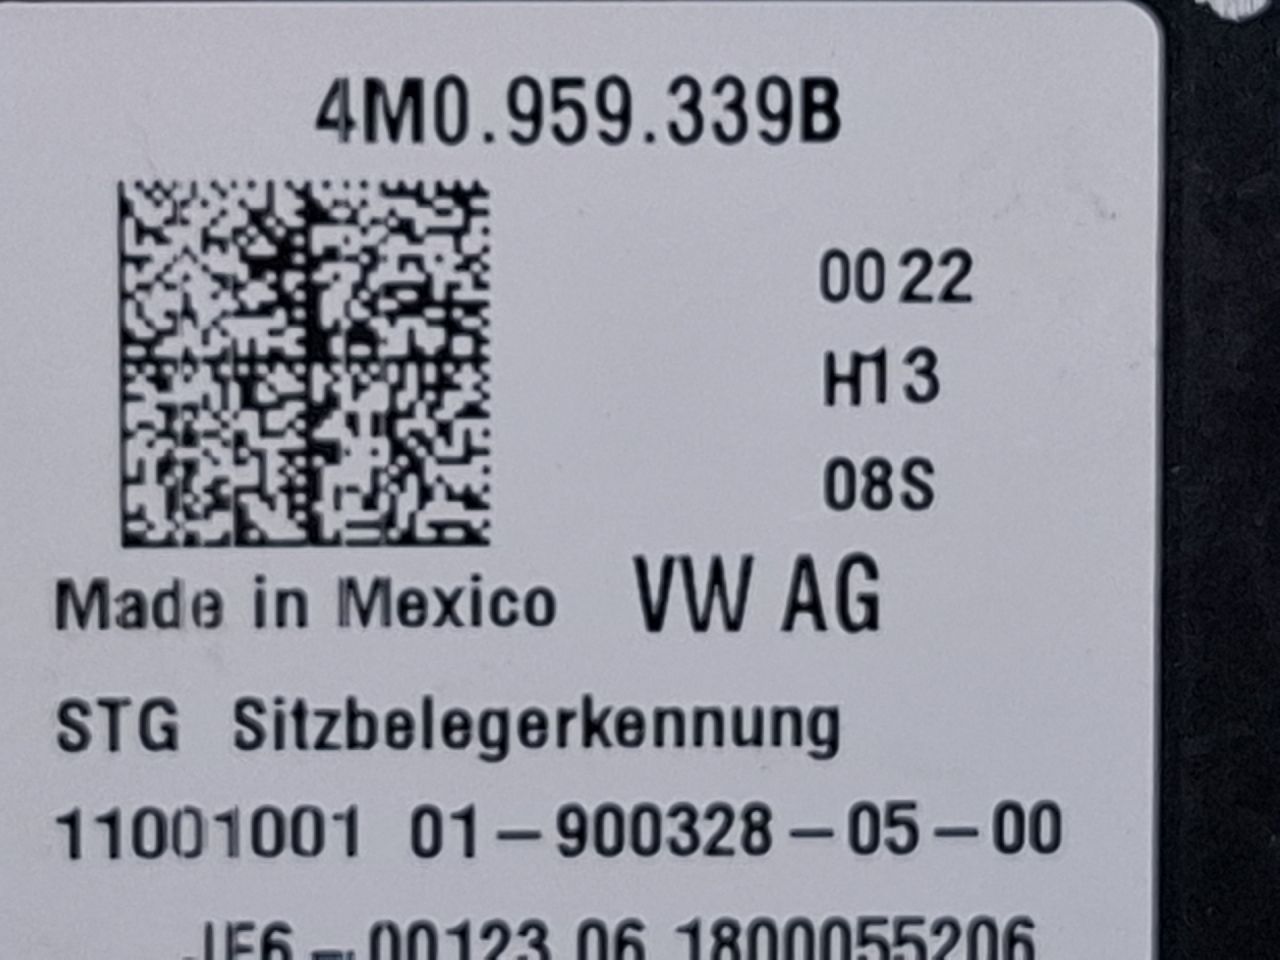 4M0.959.339B
0022
H13
08S
Made in Mexico VW AG
STG Sitzbelegerkennung
11001001 01-900328-05-00
JE6-00123.06 1800055206